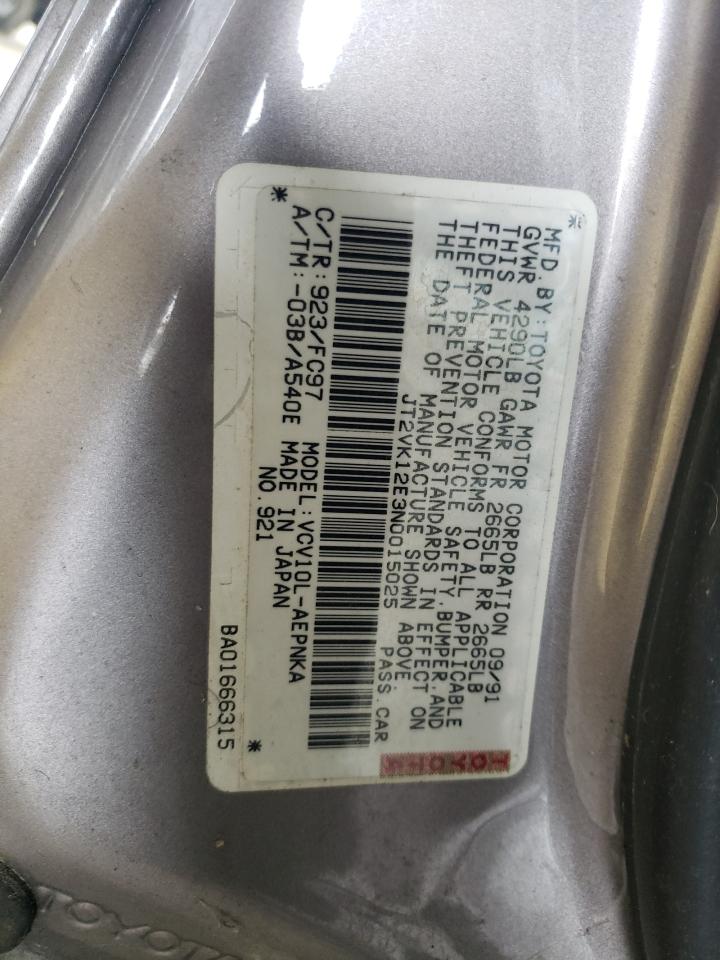 MFD.BY:TOYOTA MOTOR CORPORATION 09/91
GVWR 4290LB GAWR FR 2665LB RR 2665LB
THIS VEHICLE CONFORMS TO ALL APPLICABLE
FEDERAL MOTOR VEHICLE SAFETY,BUMPER,AND
THEFT PREVENTION STANDARDS IN EFFECT ON
THE DATE OF MANUFACTURE SHOWN ABOVE.
JT2VK12E3N0015025 PASS.CAR
TOYOTA
C/TR:923/FC97 MODEL:VCV10L-AEPNKA
A/TM:-03B/A540E MADE IN JAPAN
NO.921
BA01666315
TOYOTA